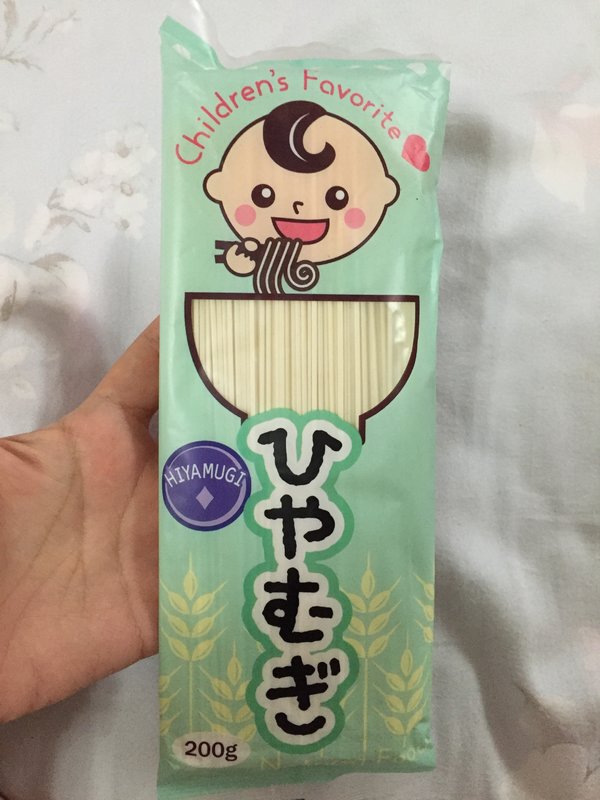 Children's Favorite
HIYAMUGI
ひやむぎ
200g